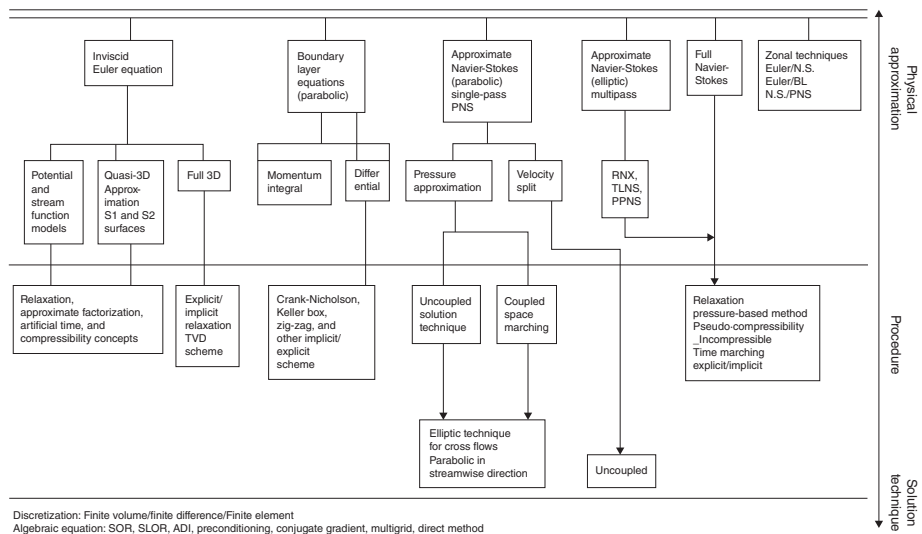 Inviscid
Euler equation
Boundary
layer
equations
(parabolic)
Approximate
Navier-Stokes
(parabolic)
single-pass
PNS
Approximate
Navier-Stokes
(elliptic)
multipass
Full
Navier-
Stokes
Zonal techniques
Euler/N.S.
Euler/BL
N.S./PNS
Physical
approximation
Potential
and
stream
function
models
Quasi-3D
Approx-
imation
S1 and S2
surfaces
Full 3D
Momentum
integral
Differ
ential
Pressure
approximation
Velocity
split
RNX,
TLNS,
PPNS
Relaxation,
approximate factorization,
artificial time, and
compressibility concepts
Explicit/
implicit
relaxation
TVD
scheme
Crank-Nicholson,
Keller box,
zig-zag, and
other implicit/
explicit
scheme
Uncoupled
solution
technique
Coupled
space
marching
Relaxation
pressure-based method
Pseudo-compressibility
_Incompressible
Time marching
explicit/implicit
Procedure
Elliptic technique
for cross flows
Parabolic in
streamwise direction
Uncoupled
Solution
technique
Discretization: Finite volume/finite difference/Finite element
Algebraic equation: SOR, SLOR, ADI, preconditioning, conjugate gradient, multigrid, direct method